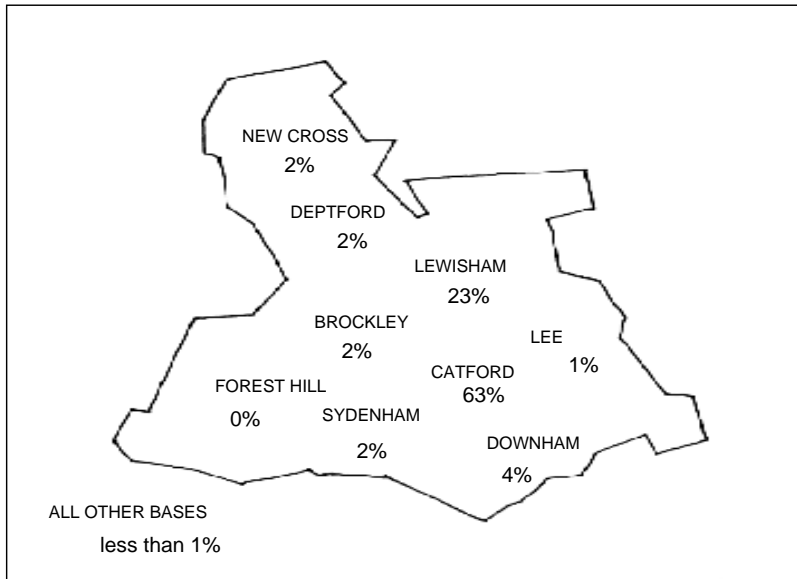 NEW CROSS
2%
DEPTFORD
2%
LEWISHAM
23%
BROCKLEY
2%
LEE
1%
CATFORD
63%
FOREST HILL
0%
SYDENHAM
2%
DOWNHAM
4%
ALL OTHER BASES
less than 1%